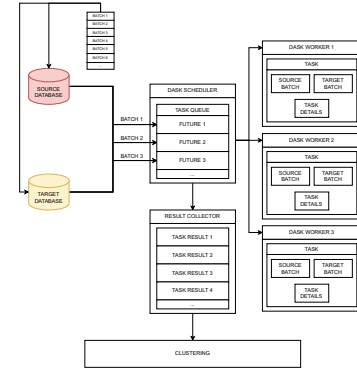 BATCH 1
BATCH 2
BATCH 3
BATCH 4
BATCH 5
BATCH 6
...
SOURCE
DATABASE
TARGET
DATABASE
BATCH 1
BATCH 2
BATCH 3
DASK SCHEDULER
TASK QUEUE
FUTURE 1
FUTURE 2
FUTURE 3
...
RESULT COLLECTOR
TASK RESULT 1
TASK RESULT 2
TASK RESULT 3
TASK RESULT 4
...
DASK WORKER 1
TASK
SOURCE
BATCH
TARGET
BATCH
TASK
DETAILS
DASK WORKER 2
TASK
SOURCE
BATCH
TARGET
BATCH
TASK
DETAILS
DASK WORKER 3
TASK
SOURCE
BATCH
TARGET
BATCH
TASK
DETAILS
CLUSTERING